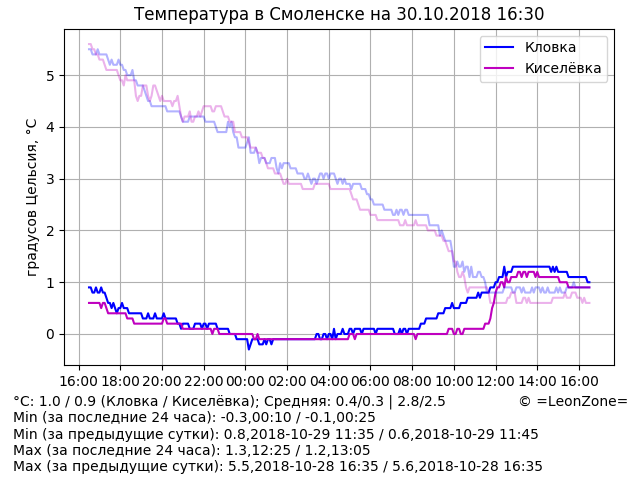 Температура в Смоленске на 30.10.2018 16:30
Кловка
Киселёвка
градусов Цельсия, °C
5
4
3
2
1
0
16:00 18:00 20:00 22:00 00:00 02:00 04:00 06:00 08:00 10:00 12:00 14:00 16:00
°C: 1.0 / 0.9 (Кловка / Киселёвка); Средняя: 0.4/0.3 | 2.8/2.5 © =LeonZone=
Min (за последние 24 часа): -0.3,00:10 / -0.1,00:25
Min (за предыдущие сутки): 0.8,2018-10-29 11:35 / 0.6,2018-10-29 11:45
Max (за последние 24 часа): 1.3,12:25 / 1.2,13:05
Max (за предыдущие сутки): 5.5,2018-10-28 16:35 / 5.6,2018-10-28 16:35